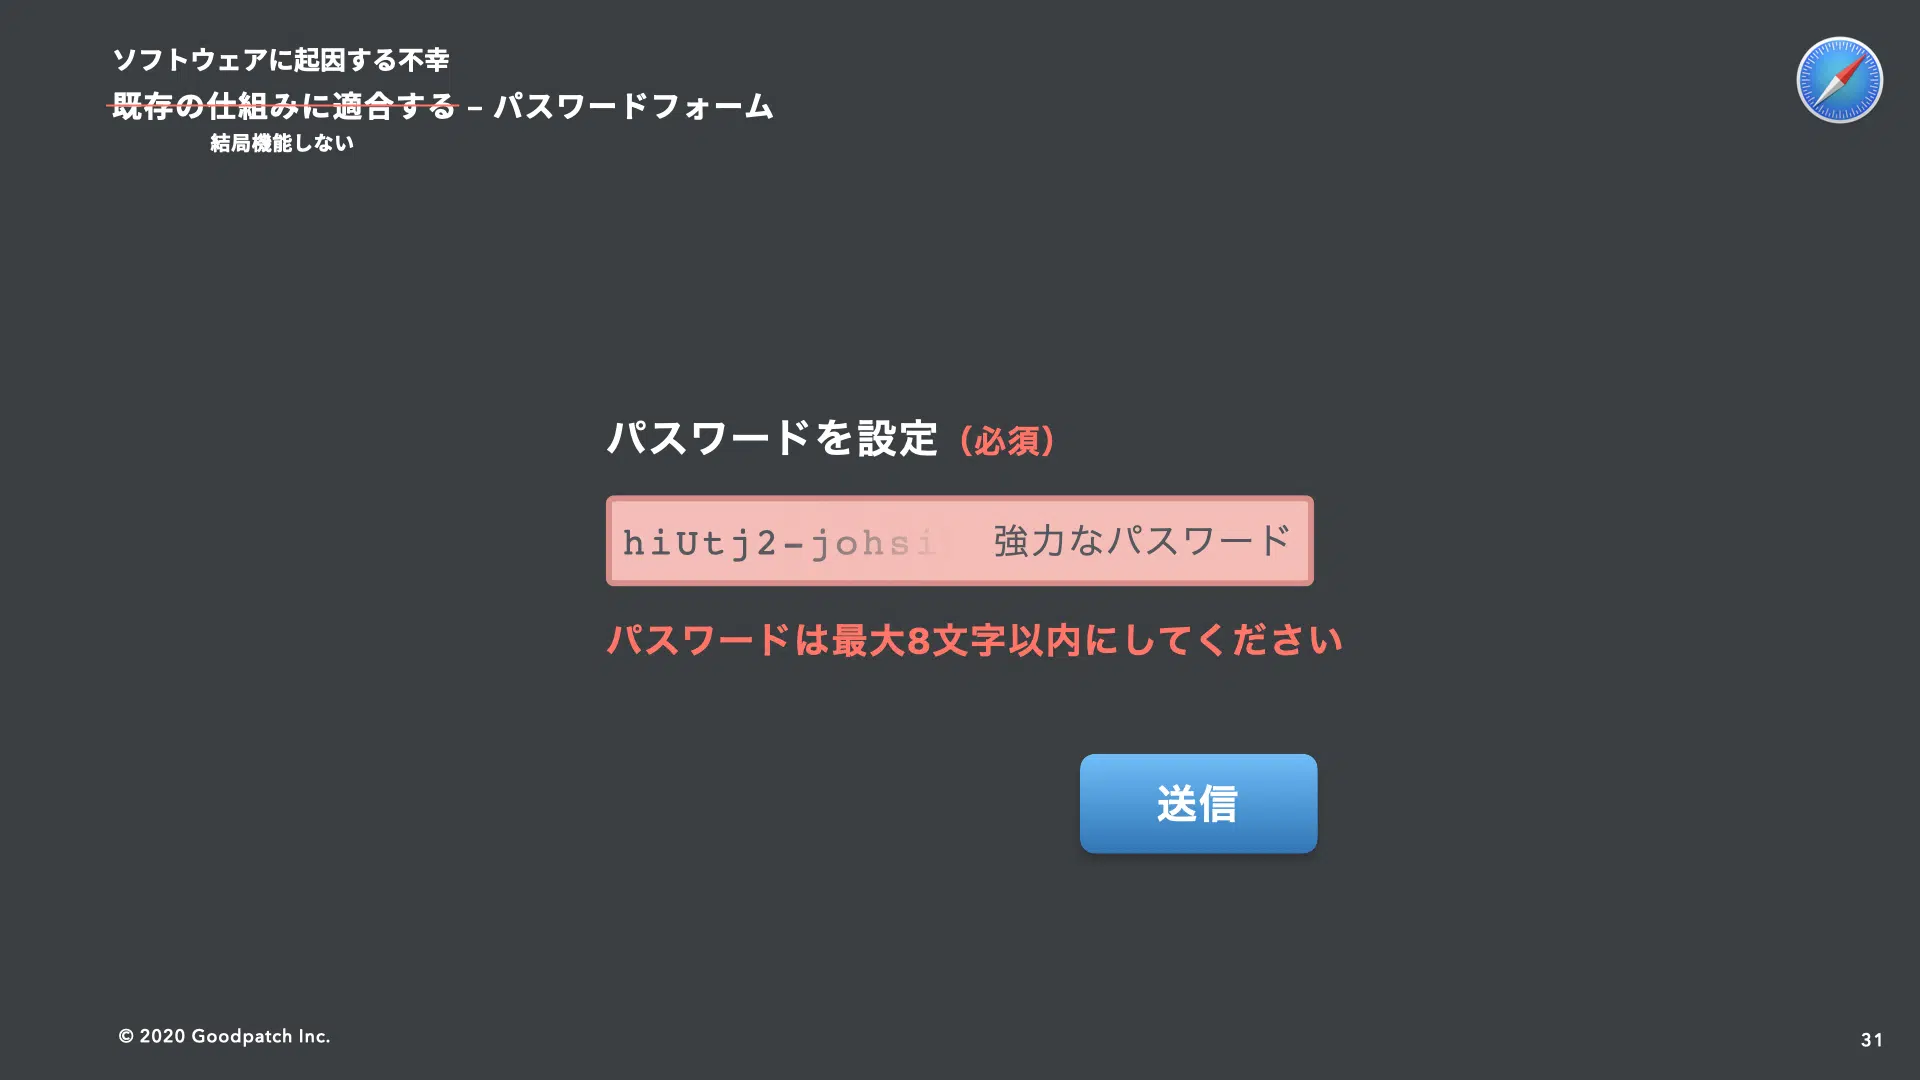 ソフトウェアに起因する不幸
既存の仕組みに適合する – パスワードフォーム
結局機能しない
パスワードを設定（必須）
hiUtj2-johsi 強力なパスワード
パスワードは最大8文字以内にしてください
送信
© 2020 Goodpatch Inc.
31